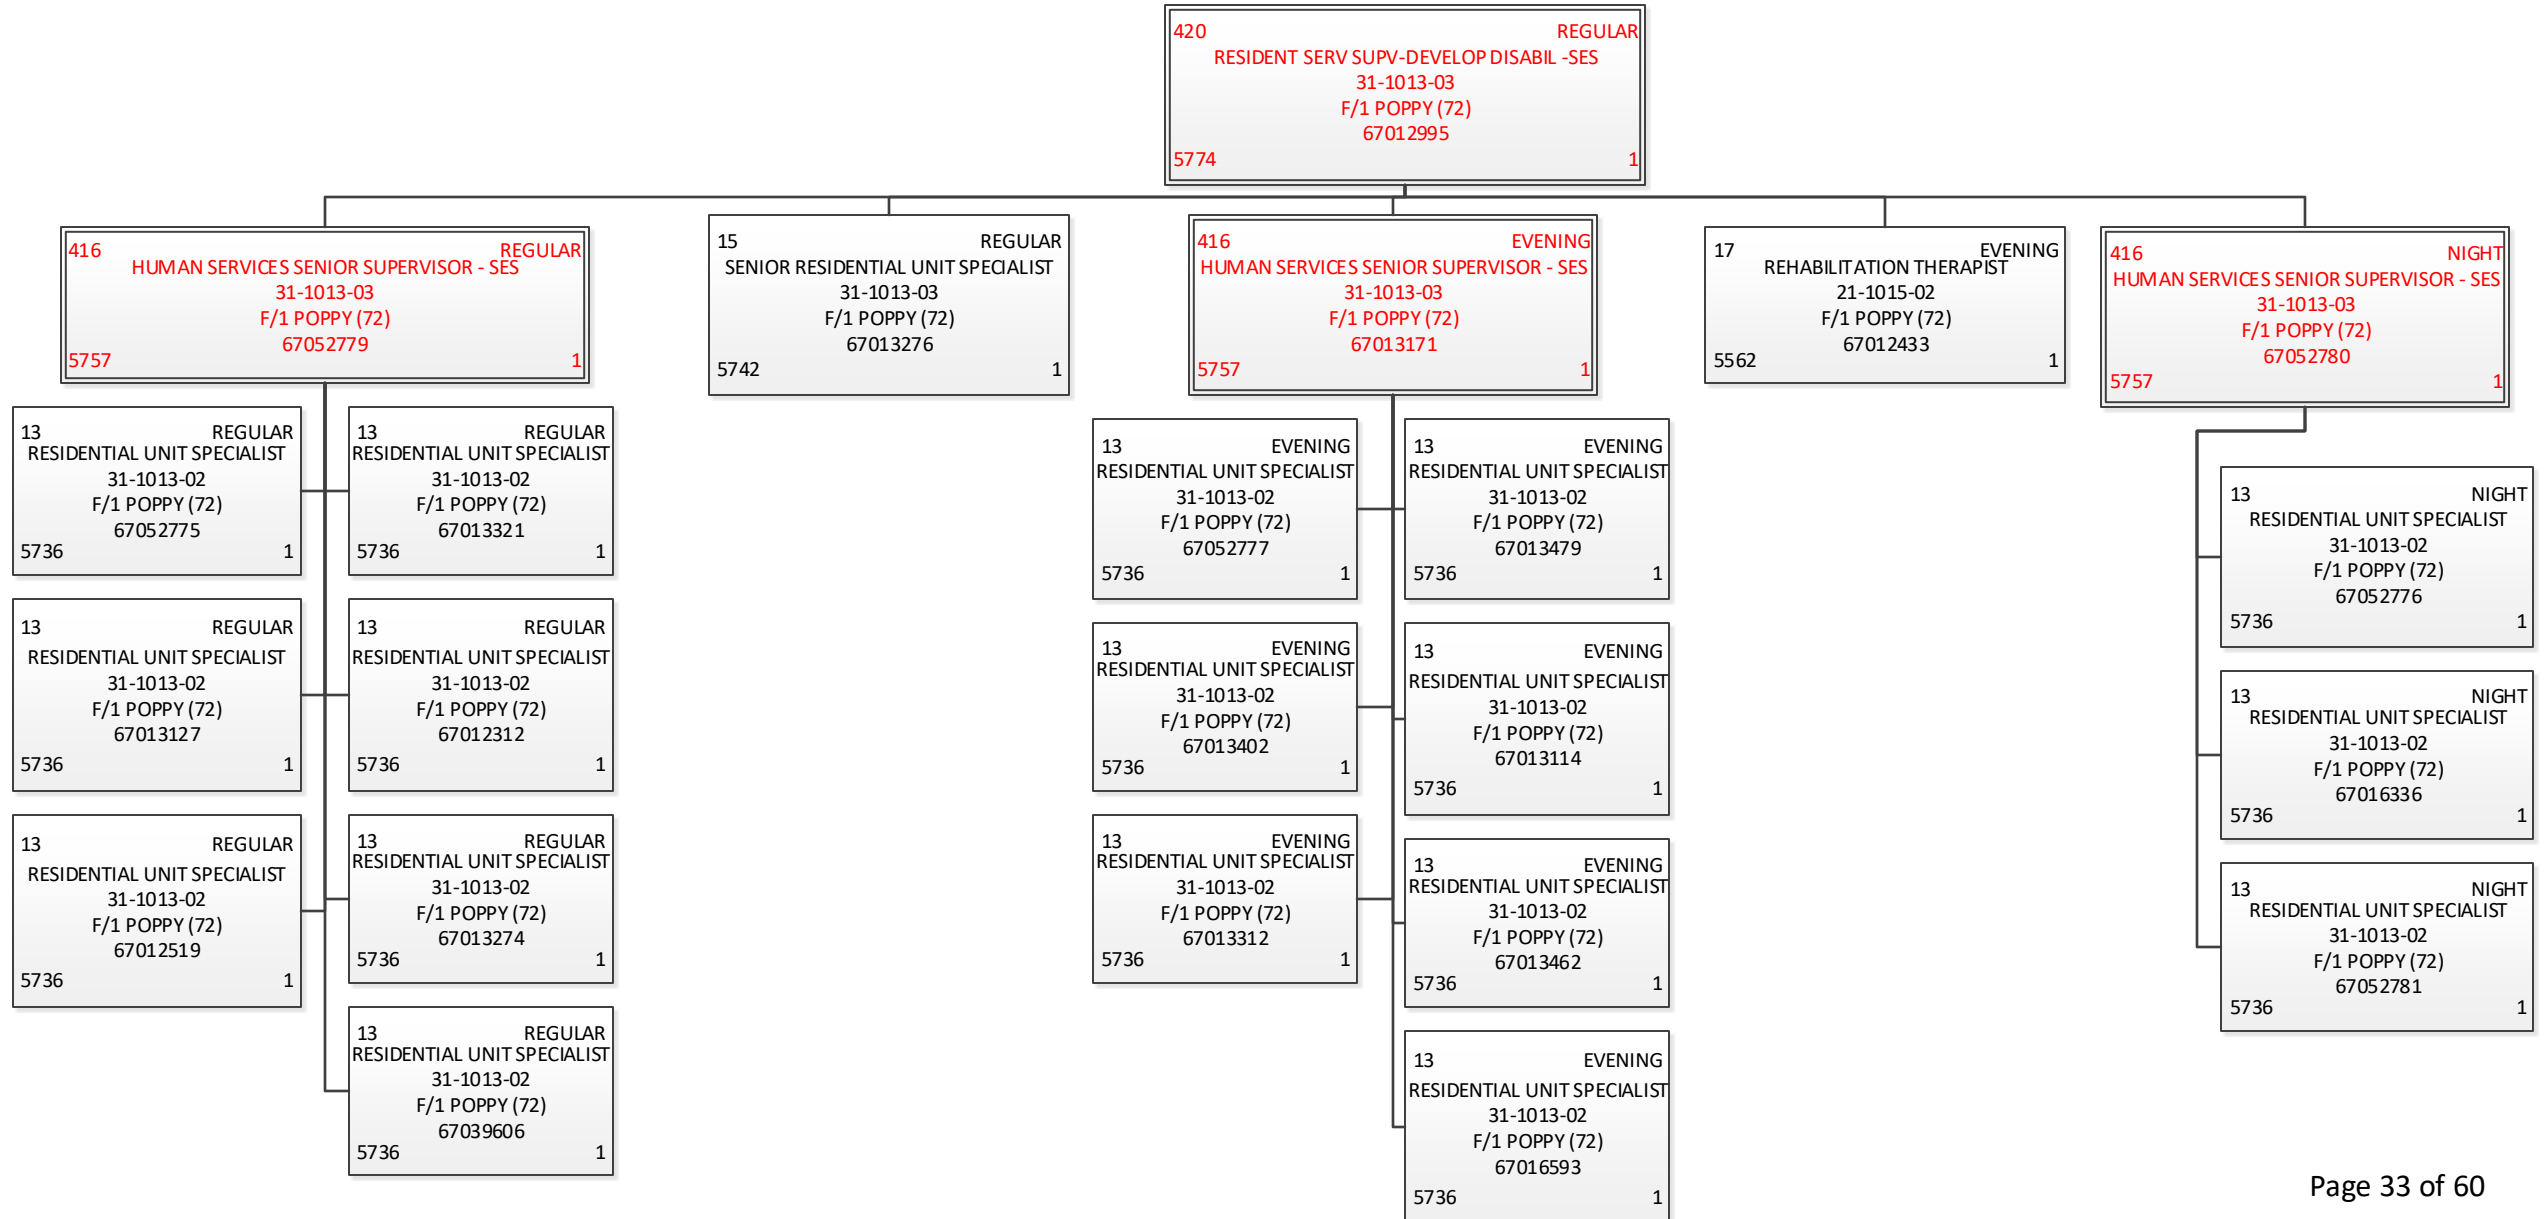 420 REGULAR
RESIDENT SERV SUPV-DEVELOP DISABIL -SES
31-1013-03
F/1 POPPY (72)
67012995
5774 1
416 REGULAR
HUMAN SERVICES SENIOR SUPERVISOR - SES
31-1013-03
F/1 POPPY (72)
67052779
5757 1
15 REGULAR
SENIOR RESIDENTIAL UNIT SPECIALIST
31-1013-03
F/1 POPPY (72)
67013276
5742 1
416 EVENING
HUMAN SERVICES SENIOR SUPERVISOR - SES
31-1013-03
F/1 POPPY (72)
67013171
5757 1
17 EVENING
REHABILITATION THERAPIST
21-1015-02
F/1 POPPY (72)
67012433
5562 1
416 NIGHT
HUMAN SERVICES SENIOR SUPERVISOR - SES
31-1013-03
F/1 POPPY (72)
67052780
5757 1
13 REGULAR
RESIDENTIAL UNIT SPECIALIST
31-1013-02
F/1 POPPY (72)
67052775
5736 1
13 REGULAR
RESIDENTIAL UNIT SPECIALIST
31-1013-02
F/1 POPPY (72)
67013321
5736 1
13 REGULAR
RESIDENTIAL UNIT SPECIALIST
31-1013-02
F/1 POPPY (72)
67013127
5736 1
13 REGULAR
RESIDENTIAL UNIT SPECIALIST
31-1013-02
F/1 POPPY (72)
67012312
5736 1
13 REGULAR
RESIDENTIAL UNIT SPECIALIST
31-1013-02
F/1 POPPY (72)
67012519
5736 1
13 REGULAR
RESIDENTIAL UNIT SPECIALIST
31-1013-02
F/1 POPPY (72)
67013274
5736 1
13 REGULAR
RESIDENTIAL UNIT SPECIALIST
31-1013-02
F/1 POPPY (72)
67039606
5736 1
13 EVENING
RESIDENTIAL UNIT SPECIALIST
31-1013-02
F/1 POPPY (72)
67052777
5736 1
13 EVENING
RESIDENTIAL UNIT SPECIALIST
31-1013-02
F/1 POPPY (72)
67013479
5736 1
13 EVENING
RESIDENTIAL UNIT SPECIALIST
31-1013-02
F/1 POPPY (72)
67013402
5736 1
13 EVENING
RESIDENTIAL UNIT SPECIALIST
31-1013-02
F/1 POPPY (72)
67013114
5736 1
13 EVENING
RESIDENTIAL UNIT SPECIALIST
31-1013-02
F/1 POPPY (72)
67013312
5736 1
13 EVENING
RESIDENTIAL UNIT SPECIALIST
31-1013-02
F/1 POPPY (72)
67013462
5736 1
13 EVENING
RESIDENTIAL UNIT SPECIALIST
31-1013-02
F/1 POPPY (72)
67016593
5736 1
13 NIGHT
RESIDENTIAL UNIT SPECIALIST
31-1013-02
F/1 POPPY (72)
67052776
5736 1
13 NIGHT
RESIDENTIAL UNIT SPECIALIST
31-1013-02
F/1 POPPY (72)
67016336
5736 1
13 NIGHT
RESIDENTIAL UNIT SPECIALIST
31-1013-02
F/1 POPPY (72)
67052781
5736 1
Page 33 of 60